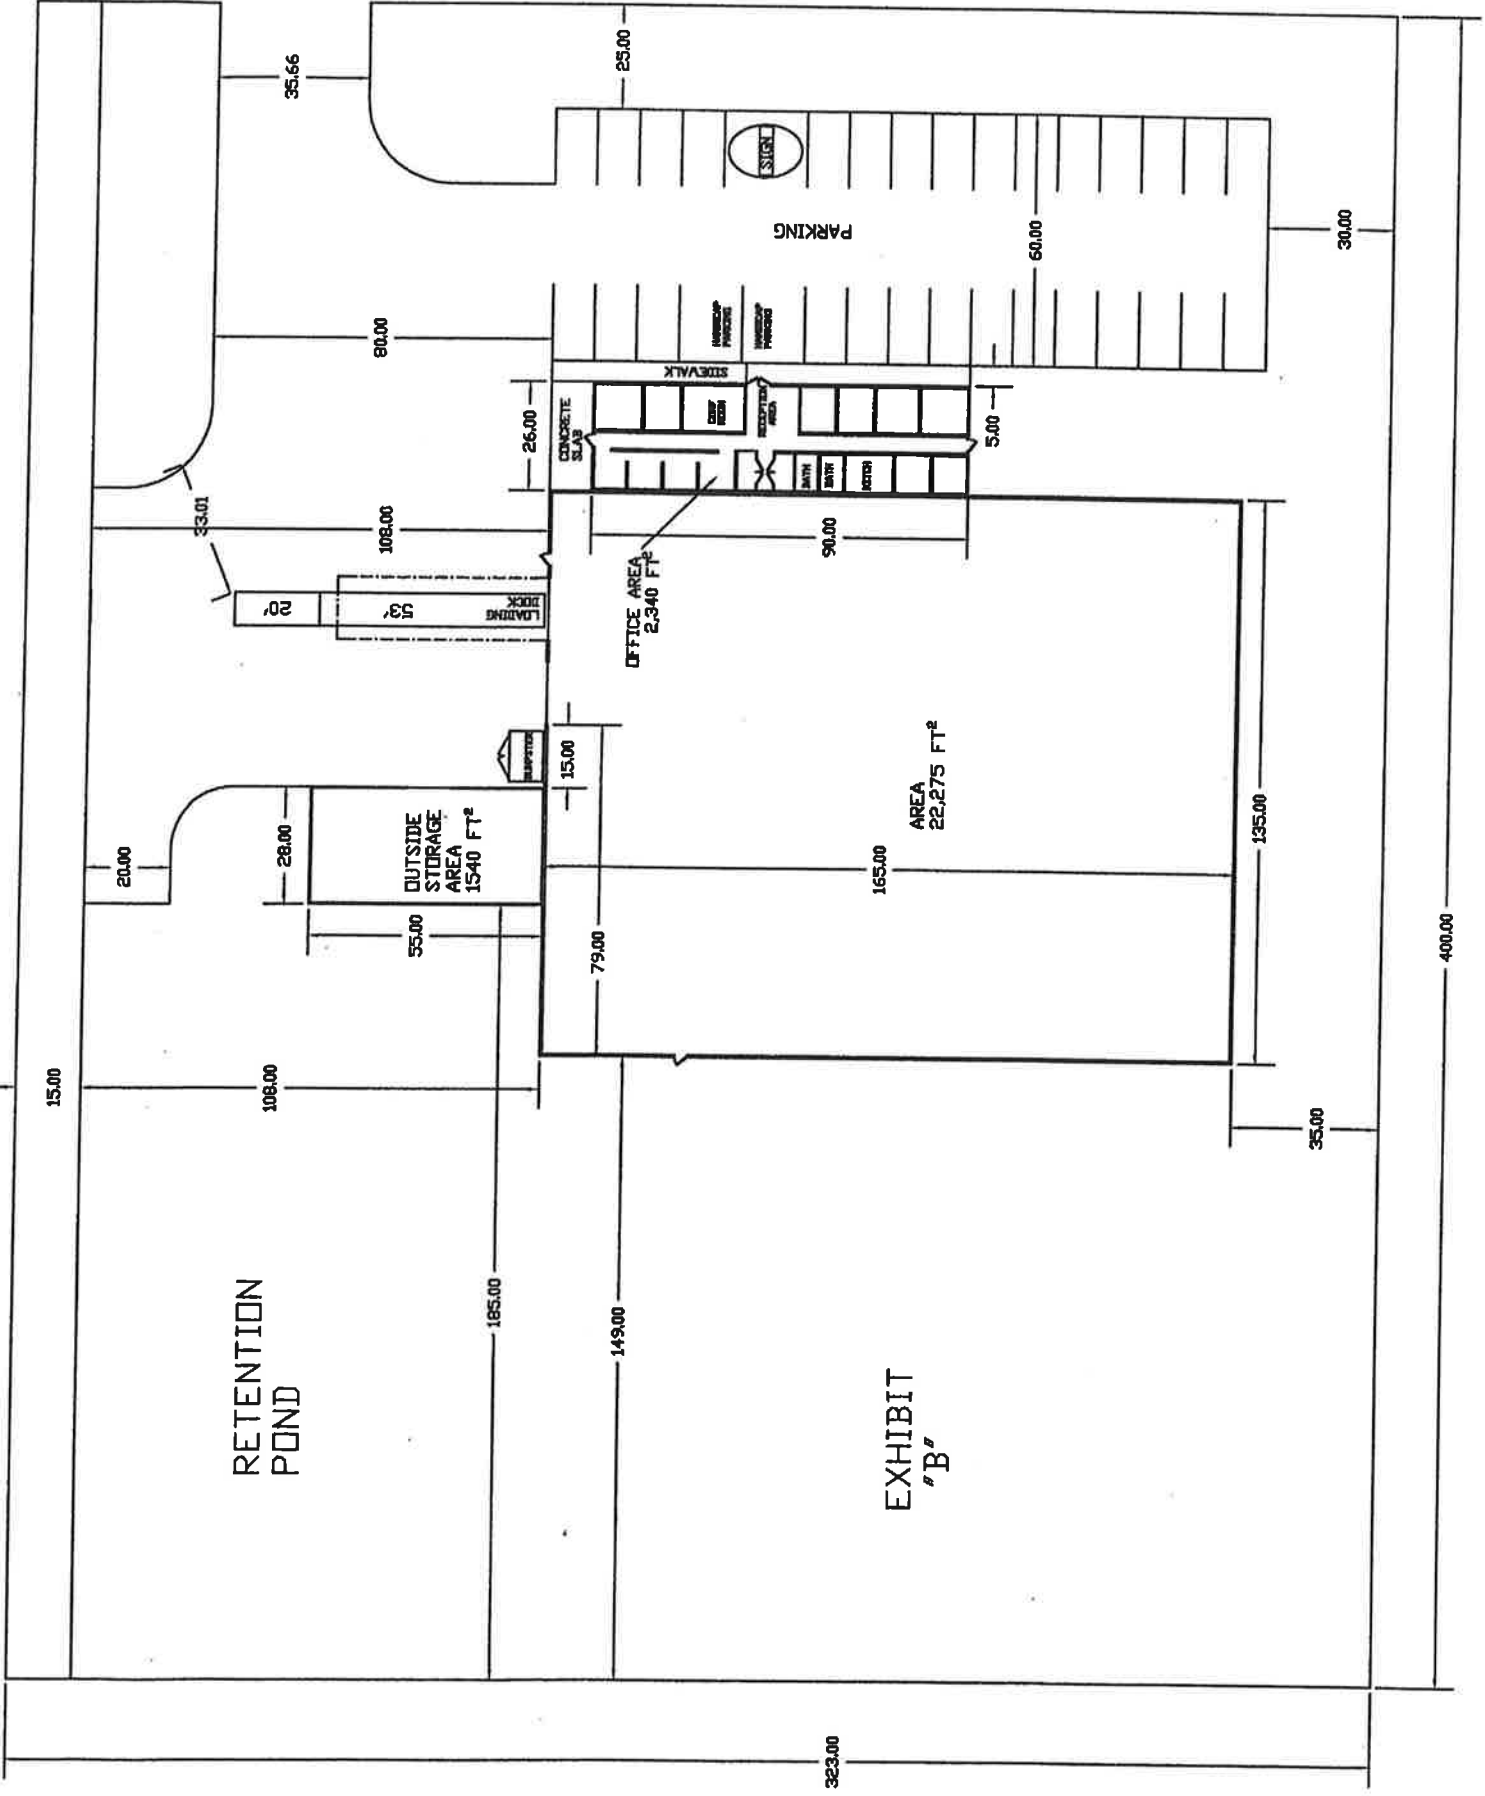 35.66
25.00
SIGN
PARKING
60.00
30.00
80.00
HANDICAP
PARKING
HANDICAP
PARKING
SIDEWALK
26.00
CONCRETE
SLAB
CONF
ROOM
RECEPTION
AREA
5.00
BATH
BATH
KITCH
33.01
108.00
90.00
20'
53'
LOADING
DOCK
OFFICE AREA
2,340 FT²
DUMPSTER
15.00
20.00
28.00
OUTSIDE
STORAGE
AREA
1540 FT²
AREA
22,275 FT²
165.00
135.00
55.00
79.00
400.00
15.00
108.00
35.00
185.00
149.00
RETENTION
POND
EXHIBIT
"B"
323.00